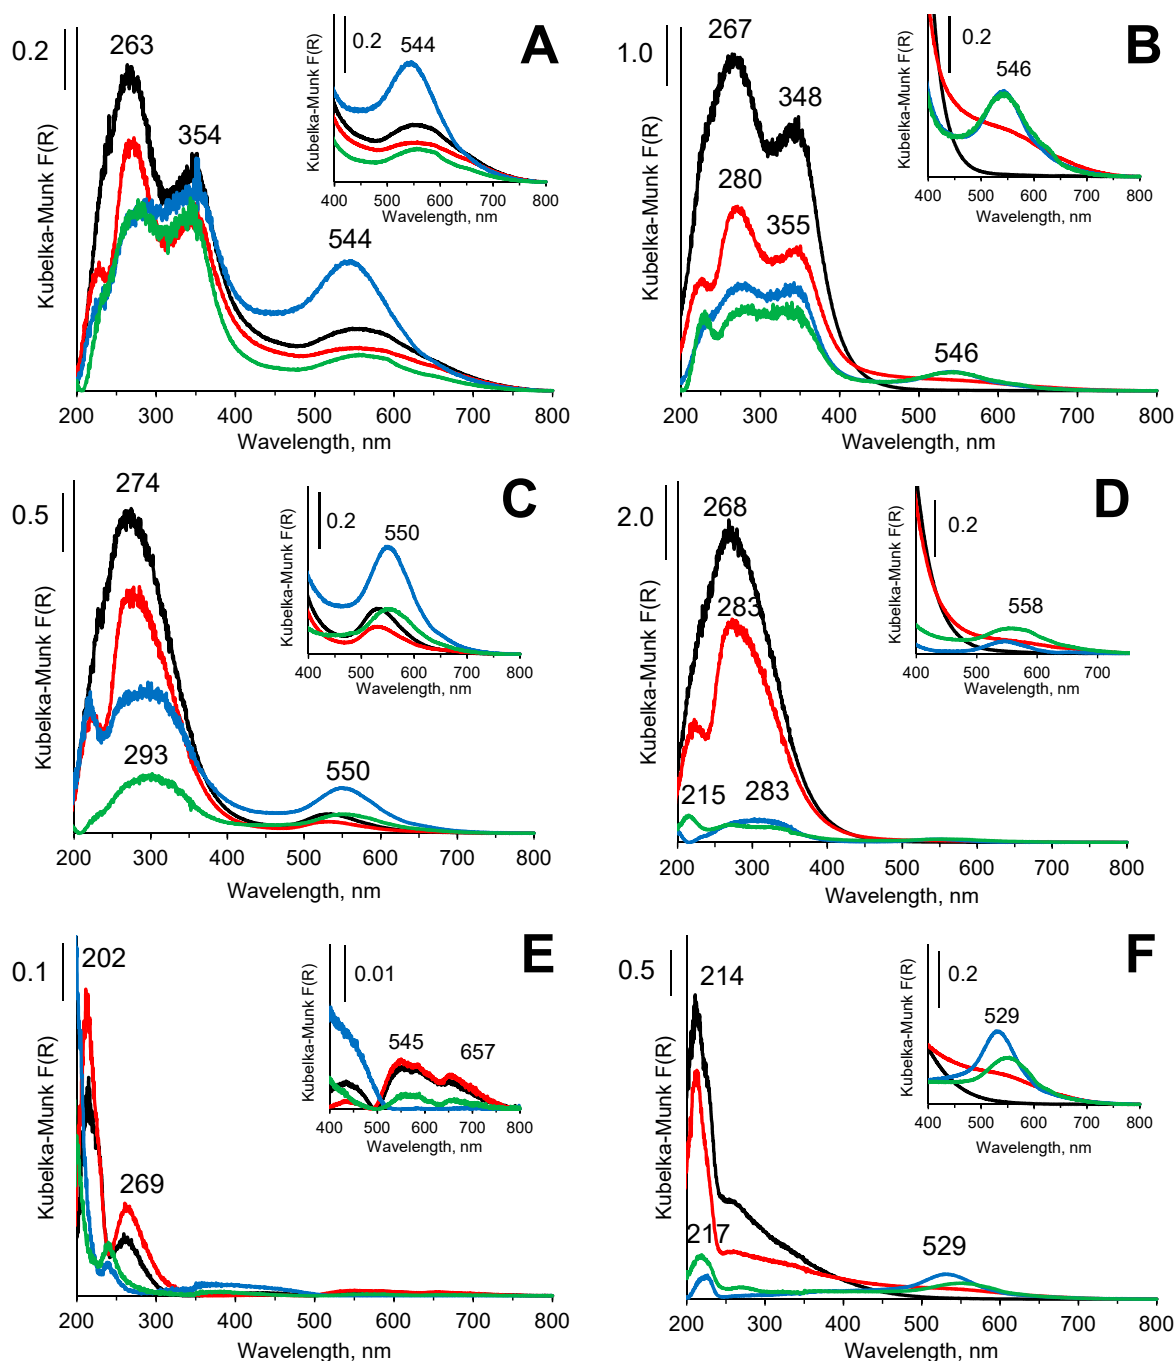 A
0.2
263
354
544
Kubelka-Munk F(R)
200 300 400 500 600 700 800
Wavelength, nm
0.2
544
Kubelka-Munk F(R)
400 500 600 700 800
Wavelength, nm
B
1.0
267
348
280
355
546
Kubelka-Munk F(R)
200 300 400 500 600 700 800
Wavelength, nm
0.2
546
Kubelka-Munk F(R)
400 500 600 700 800
Wavelength, nm
C
0.5
274
293
550
Kubelka-Munk F(R)
200 300 400 500 600 700 800
Wavelength, nm
0.2
550
Kubelka-Munk F(R)
400 500 600 700 800
Wavelength, nm
D
2.0
268
283
215
283
Kubelka-Munk F(R)
200 300 400 500 600 700 800
Wavelength, nm
0.2
558
Kubelka-Munk F(R)
400 500 600 700
Wavelength, nm
E
0.1
202
269
Kubelka-Munk F(R)
200 300 400 500 600 700 800
Wavelength, nm
0.01
545
657
Kubelka-Munk F(R)
400 500 600 700 800
Wavelength, nm
F
0.5
214
217
529
Kubelka-Munk F(R)
200 300 400 500 600 700 800
Wavelength, nm
0.2
529
Kubelka-Munk F(R)
400 500 600 700 800
Wavelength, nm